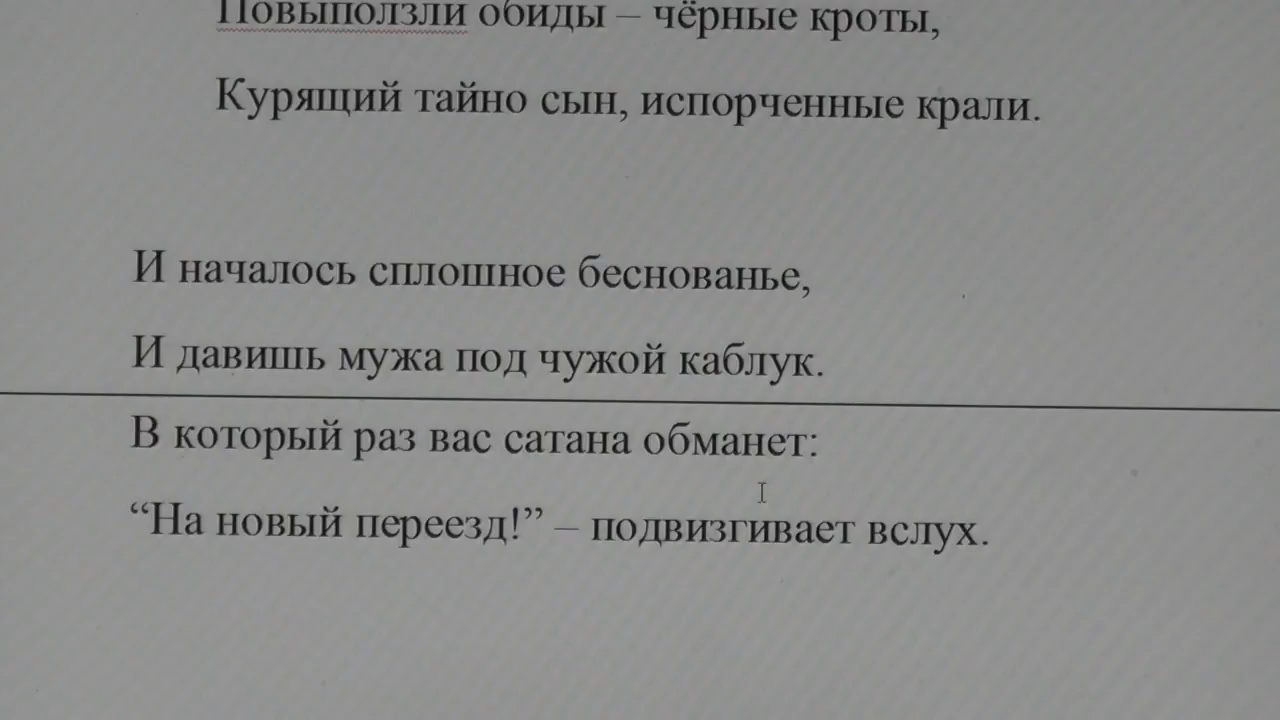 Повыползли обиды – чёрные кроты,
Курящий тайно сын, испорченные крали.
И началось сплошное беснованье,
И давишь мужа под чужой каблук.
В который раз вас сатана обманет:
“На новый переезд!” – подвизгивает вслух.